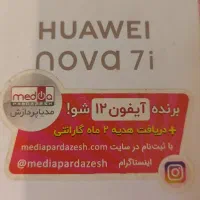 HUAWEI
nova 7i
media
PARDAZESH
مدیاپردازش
برنده آیفون ۱۲ شو!
+ دریافت هدیه ۲ ماه گارانتی
با ثبت‌نام در سایت mediapardazesh.com
اینستاگرام @mediapardazesh